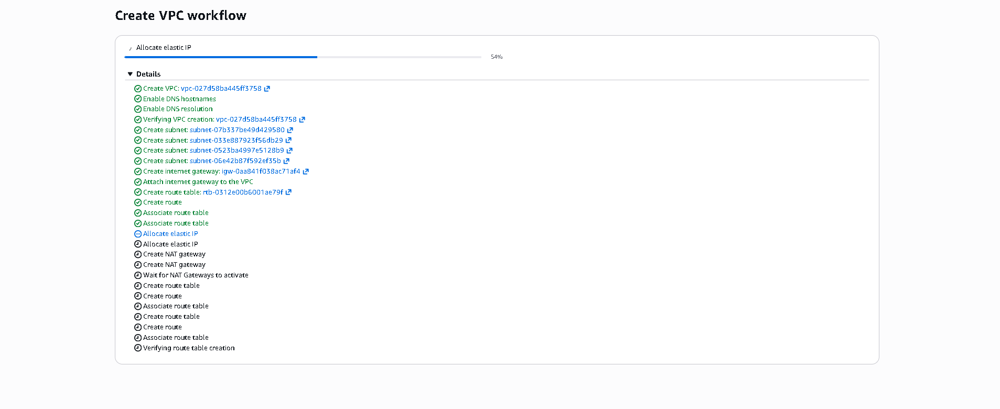 Create VPC workflow
Allocate elastic IP
54%
Details
Create VPC: vpc-027d58ba445ff3758
Enable DNS hostnames
Enable DNS resolution
Verifying VPC creation: vpc-027d58ba445ff3758
Create subnet: subnet-07b337be49d429580
Create subnet: subnet-033e887923f56db29
Create subnet: subnet-0523ba4997e5128b9
Create subnet: subnet-06e42b87f592ef35b
Create internet gateway: igw-0aa841f038ac71af4
Attach internet gateway to the VPC
Create route table: rtb-0312e00b6001ae79f
Create route
Associate route table
Associate route table
Allocate elastic IP
Allocate elastic IP
Create NAT gateway
Create NAT gateway
Wait for NAT Gateways to activate
Create route table
Create route
Associate route table
Create route table
Create route
Associate route table
Verifying route table creation